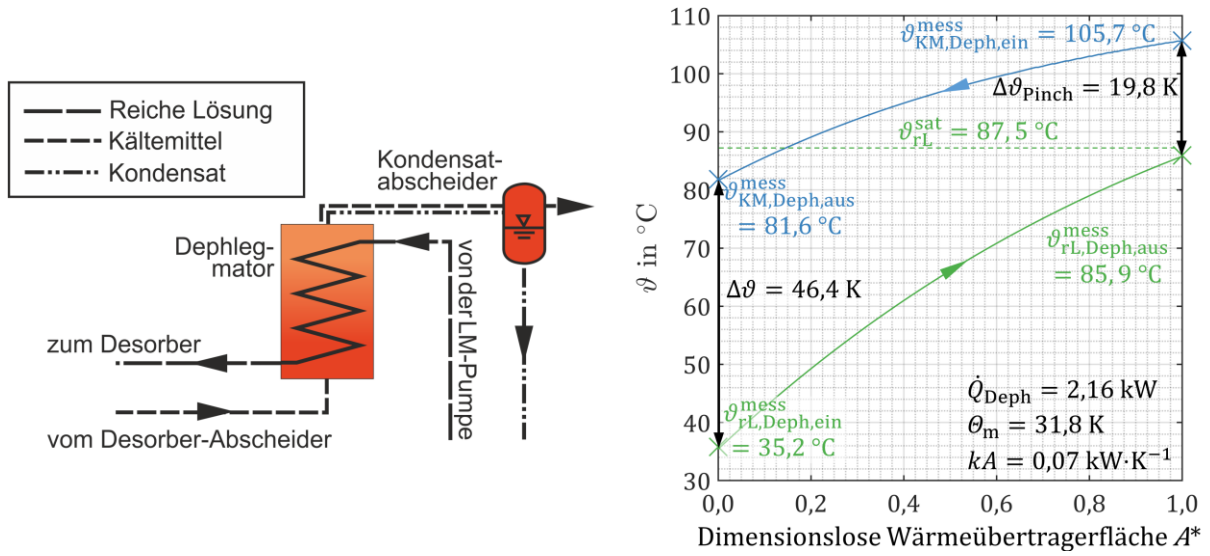 Reiche Lösung
Kältemittel
Kondensat
Kondensat-
abscheider
Dephleg-
mator
von der LM-Pumpe
zum Desorber
vom Desorber-Abscheider
110
100
90
80
70
60
50
40
30
ϑ in °C
ϑ^mess_KM,Deph,ein = 105,7 °C
Δϑ_Pinch = 19,8 K
ϑ^sat_rL = 87,5 °C
ϑ^mess_KM,Deph,aus
= 81,6 °C
ϑ^mess_rL,Deph,aus
= 85,9 °C
Δϑ = 46,4 K
ϑ^mess_rL,Deph,ein
= 35,2 °C
Q̇_Deph = 2,16 kW
Θ_m = 31,8 K
kA = 0,07 kW·K⁻¹
0,0 0,2 0,4 0,6 0,8 1,0
Dimensionslose Wärmeübertragerfläche A*